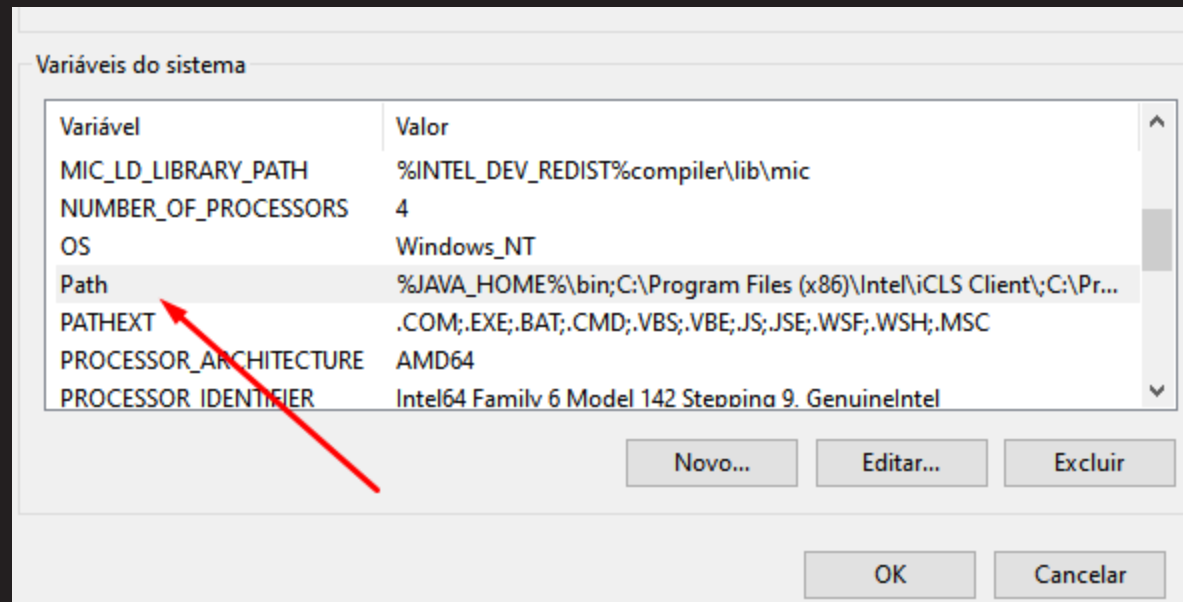 Variáveis do sistema
Variável Valor
MIC_LD_LIBRARY_PATH %INTEL_DEV_REDIST%compiler\lib\mic
NUMBER_OF_PROCESSORS 4
OS Windows_NT
Path %JAVA_HOME%\bin;C:\Program Files (x86)\Intel\iCLS Client\;C:\Pr...
PATHEXT .COM;.EXE;.BAT;.CMD;.VBS;.VBE;.JS;.JSE;.WSF;.WSH;.MSC
PROCESSOR_ARCHITECTURE AMD64
PROCESSOR_IDENTIFIER Intel64 Family 6 Model 142 Stepping 9, GenuineIntel
Novo... Editar... Excluir
OK Cancelar